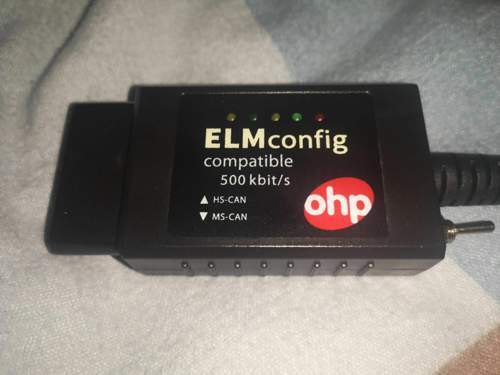 ELMconfig
compatible
500 kbit/s
▲ HS-CAN
▼ MS-CAN
ohp